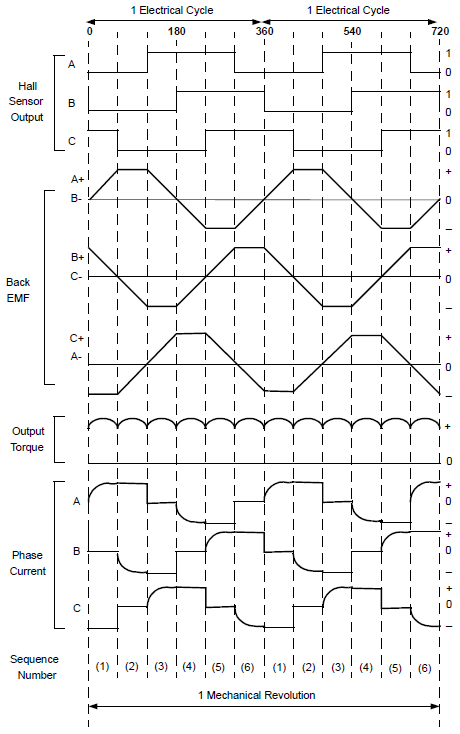 1 Electrical Cycle 1 Electrical Cycle
0 180 360 540 720
Hall
Sensor
Output
A 1
0
B 1
0
C 1
0
Back
EMF
A+ +
B- 0
–
B+ +
C- 0
–
C+ +
A- 0
–
Output
Torque
+
0
Phase
Current
A +
0
–
B +
0
–
C +
0
–
Sequence
Number
(1) (2) (3) (4) (5) (6) (1) (2) (3) (4) (5) (6)
1 Mechanical Revolution